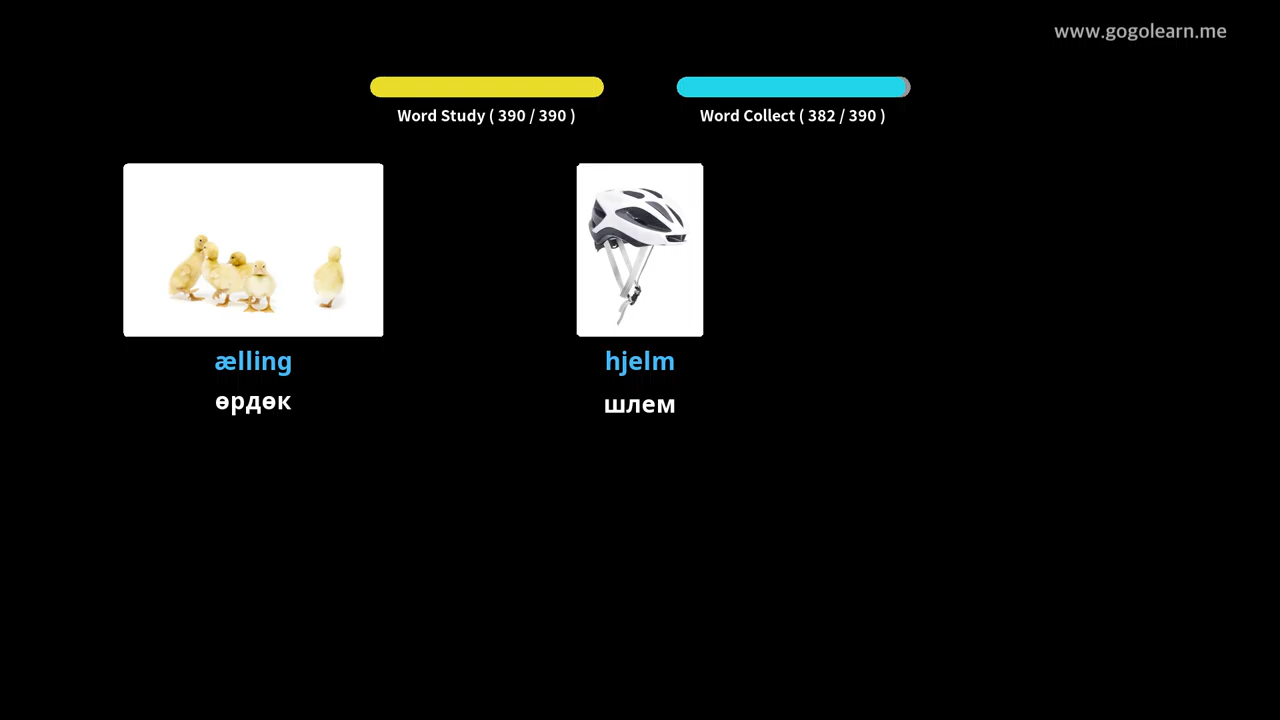 www.gogolearn.me
Word Study ( 390 / 390 )
Word Collect ( 382 / 390 )
ælling
hjelm
өрдөк
шлем